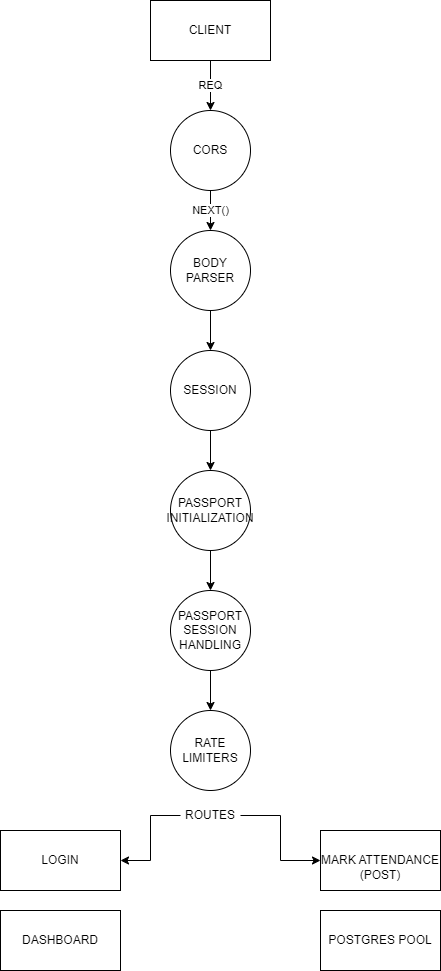 CLIENT
REQ
CORS
NEXT()
BODY
PARSER
SESSION
PASSPORT
INITIALIZATION
PASSPORT
SESSION
HANDLING
RATE
LIMITERS
ROUTES
LOGIN
MARK ATTENDANCE
(POST)
DASHBOARD
POSTGRES POOL